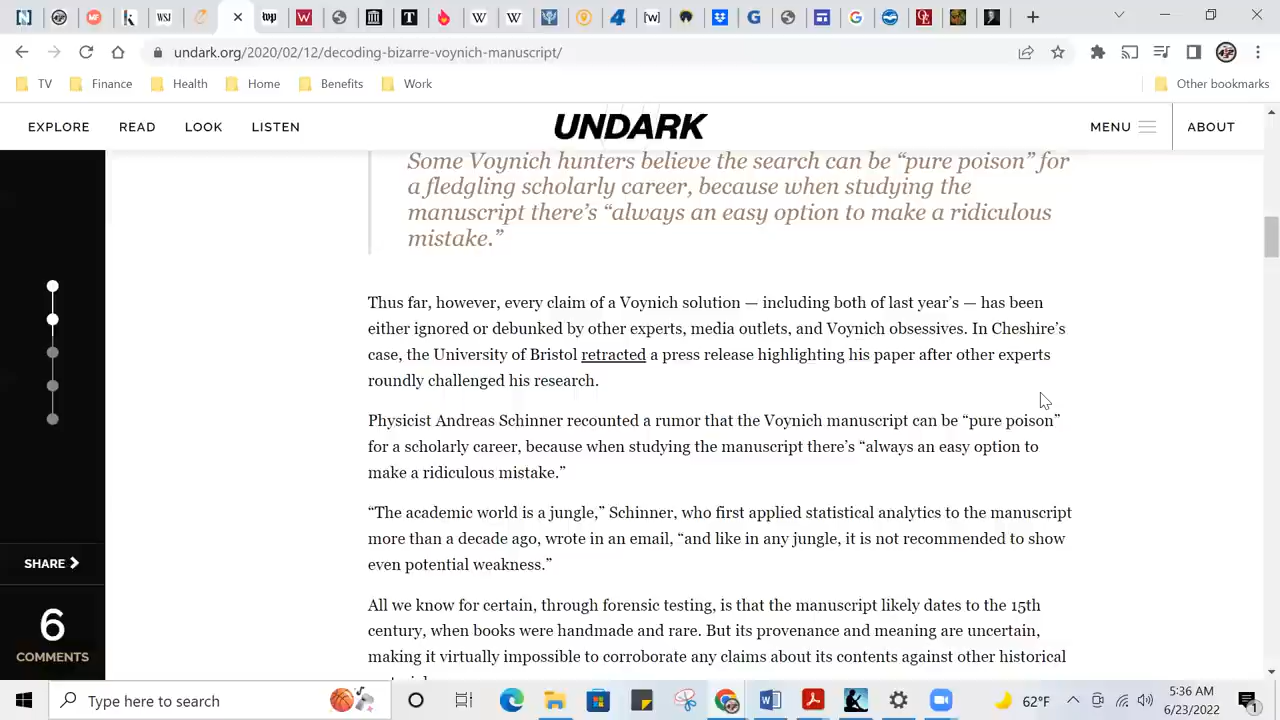 undark.org/2020/02/12/decoding-bizarre-voynich-manuscript/
TV Finance Health Home Benefits Work Other bookmarks
EXPLORE READ LOOK LISTEN UNDARK MENU ABOUT
Some Voynich hunters believe the search can be “pure poison” for
a fledgling scholarly career, because when studying the
manuscript there’s “always an easy option to make a ridiculous
mistake.”
Thus far, however, every claim of a Voynich solution — including both of last year’s — has been
either ignored or debunked by other experts, media outlets, and Voynich obsessives. In Cheshire’s
case, the University of Bristol retracted a press release highlighting his paper after other experts
roundly challenged his research.
Physicist Andreas Schinner recounted a rumor that the Voynich manuscript can be “pure poison”
for a scholarly career, because when studying the manuscript there’s “always an easy option to
make a ridiculous mistake.”
“The academic world is a jungle,” Schinner, who first applied statistical analytics to the manuscript
more than a decade ago, wrote in an email, “and like in any jungle, it is not recommended to show
even potential weakness.”
All we know for certain, through forensic testing, is that the manuscript likely dates to the 15th
century, when books were handmade and rare. But its provenance and meaning are uncertain,
making it virtually impossible to corroborate any claims about its contents against other historical
SHARE
6
COMMENTS
Type here to search
62°F
5:36 AM
6/23/2022